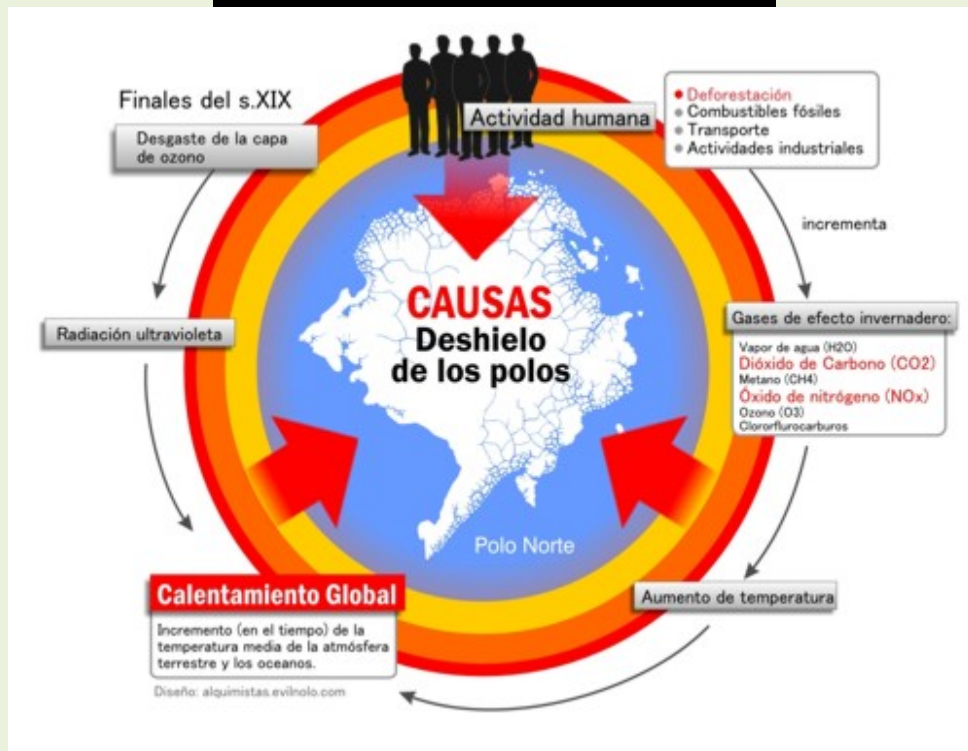 Finales del s.XIX
Desgaste de la capa
de ozono
Actividad humana
Deforestación
Combustibles fósiles
Transporte
Actividades industriales
incrementa
CAUSAS
Deshielo
de los polos
Radiación ultravioleta
Gases de efecto invernadero:
Vapor de agua (H2O)
Dióxido de Carbono (CO2)
Metano (CH4)
Óxido de nitrógeno (NOx)
Ozono (O3)
Clororflurocarburos
Polo Norte
Calentamiento Global
Incremento (en el tiempo) de la
temperatura media de la atmósfera
terrestre y los oceanos.
Aumento de temperatura
Diseño: alquimistas.evilnolo.com